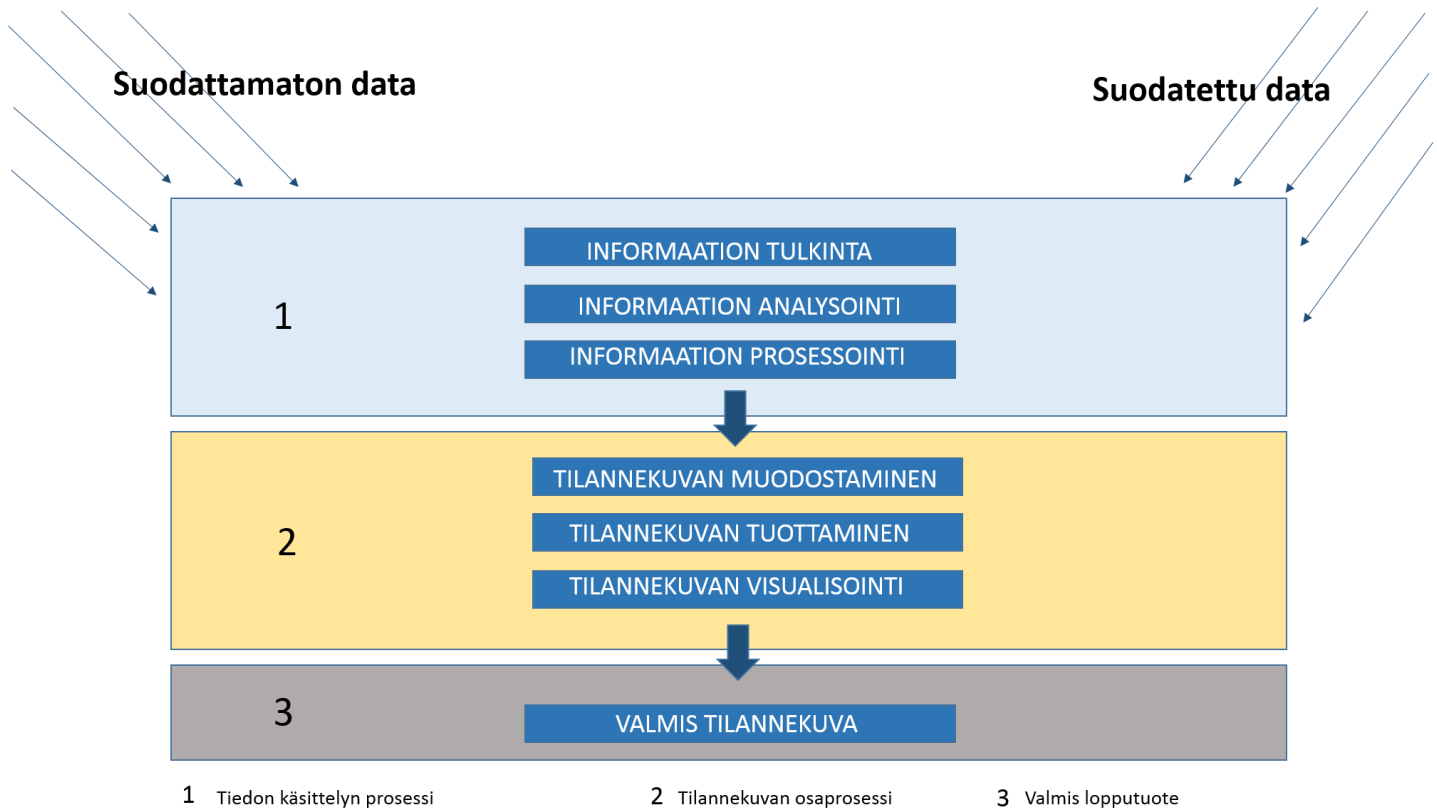 Suodattamaton data
Suodatettu data
1
INFORMAATION TULKINTA
INFORMAATION ANALYSOINTI
INFORMAATION PROSESSOINTI
2
TILANNEKUVAN MUODOSTAMINEN
TILANNEKUVAN TUOTTAMINEN
TILANNEKUVAN VISUALISOINTI
3
VALMIS TILANNEKUVA
1 Tiedon käsittelyn prosessi
2 Tilannekuvan osaprosessi
3 Valmis lopputuote